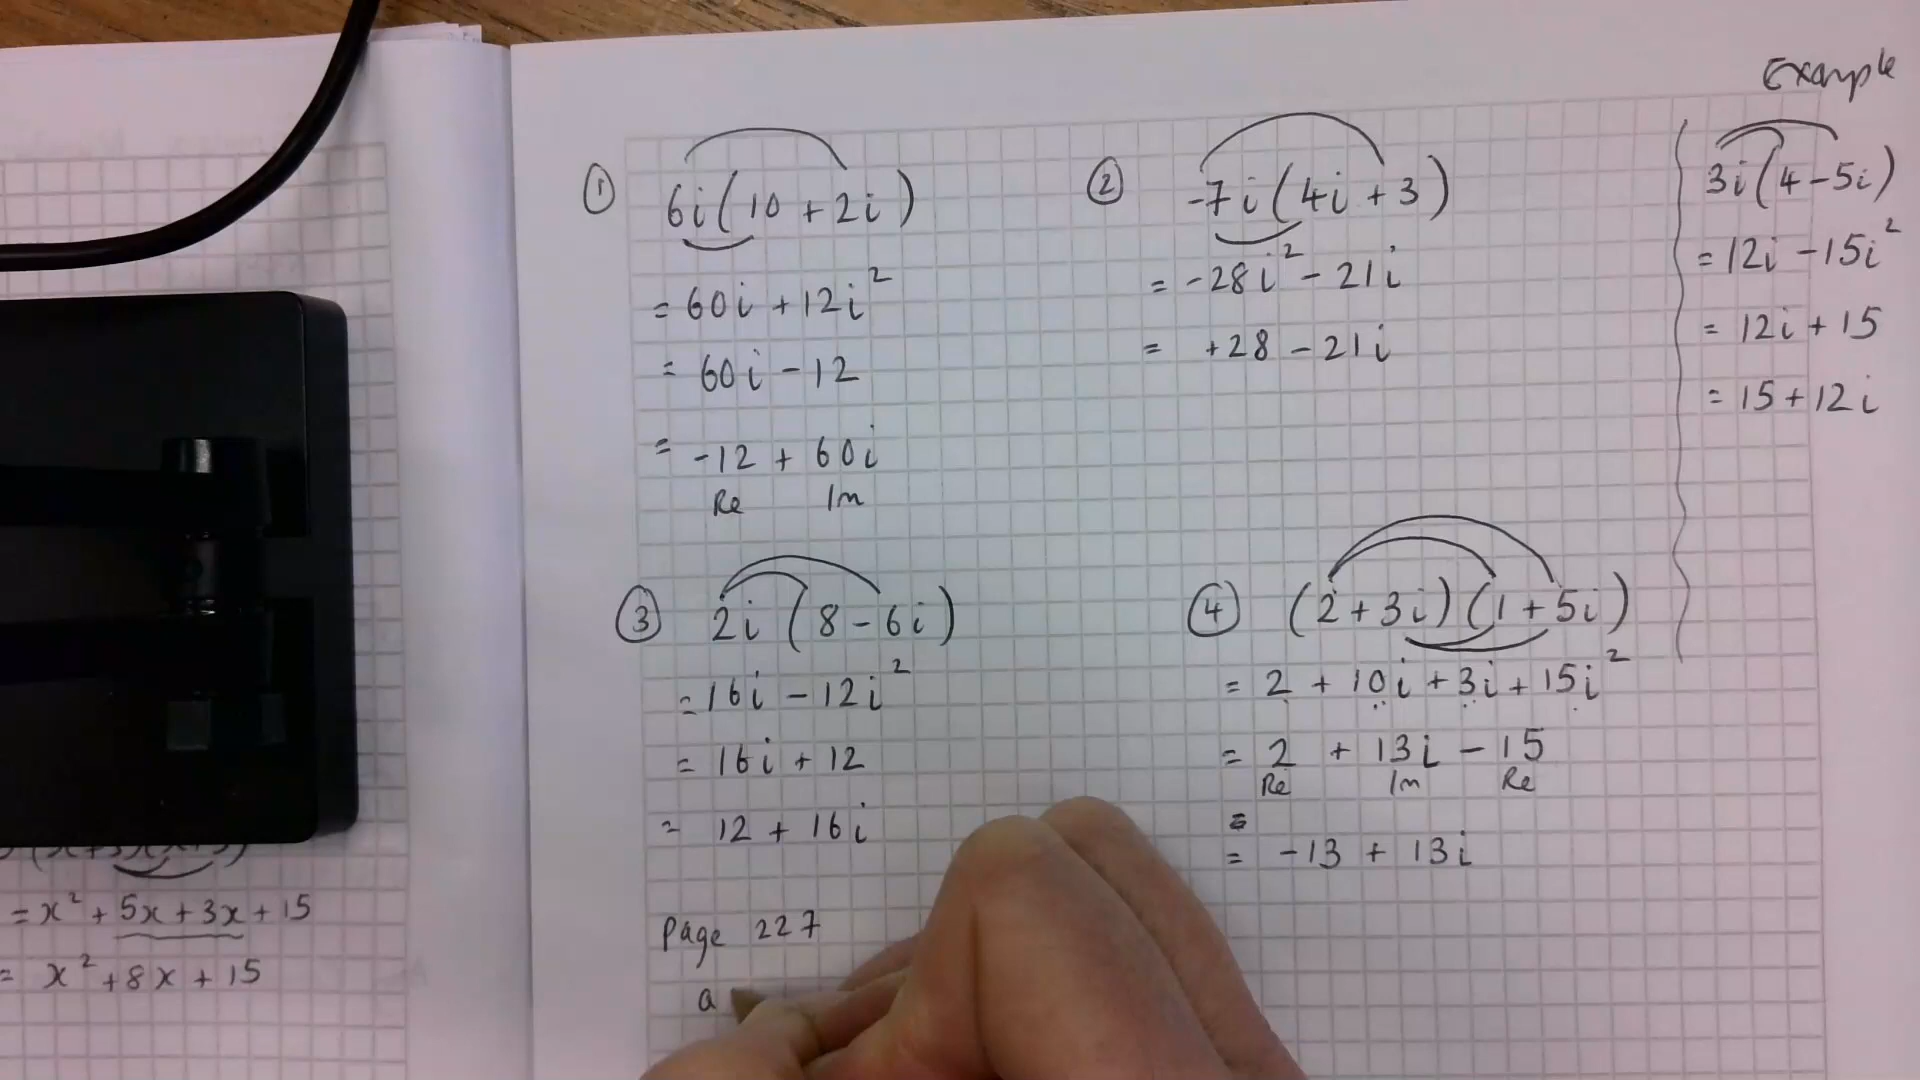 Example
① 6i(10 + 2i)
= 60i + 12i²
= 60i - 12
= -12 + 60i
Re Im
② -7i(4i + 3)
= -28i² - 21i
= +28 - 21i
3i(4 - 5i)
= 12i - 15i²
= 12i + 15
= 15 + 12i
③ 2i(8 - 6i)
= 16i - 12i²
= 16i + 12
= 12 + 16i
④ (2 + 3i)(1 + 5i)
= 2 + 10i + 3i + 15i²
= 2 + 13i - 15
Re Im Re
=
= -13 + 13i
Page 227
a
= x² + 5x + 3x + 15
= x² + 8x + 15